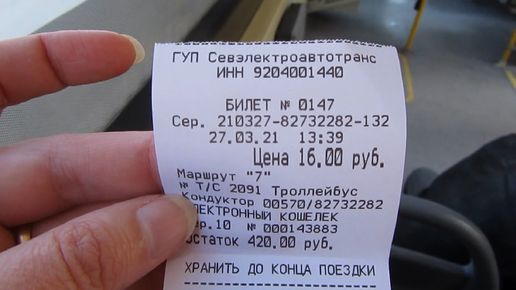 ГУП Севэлектроавтотранс
ИНН 9204001440
БИЛЕТ № 0147
Сер. 210327-82732282-132
27.03.21 13:39
Цена 16.00 руб.
Маршрут "7"
№ Т/С 2091 Троллейбус
Кондуктор 00570/82732282
ЭЛЕКТРОННЫЙ КОШЕЛЕК
Сер.10 № 000143883
Остаток 420.00 руб.
ХРАНИТЬ ДО КОНЦА ПОЕЗДКИ